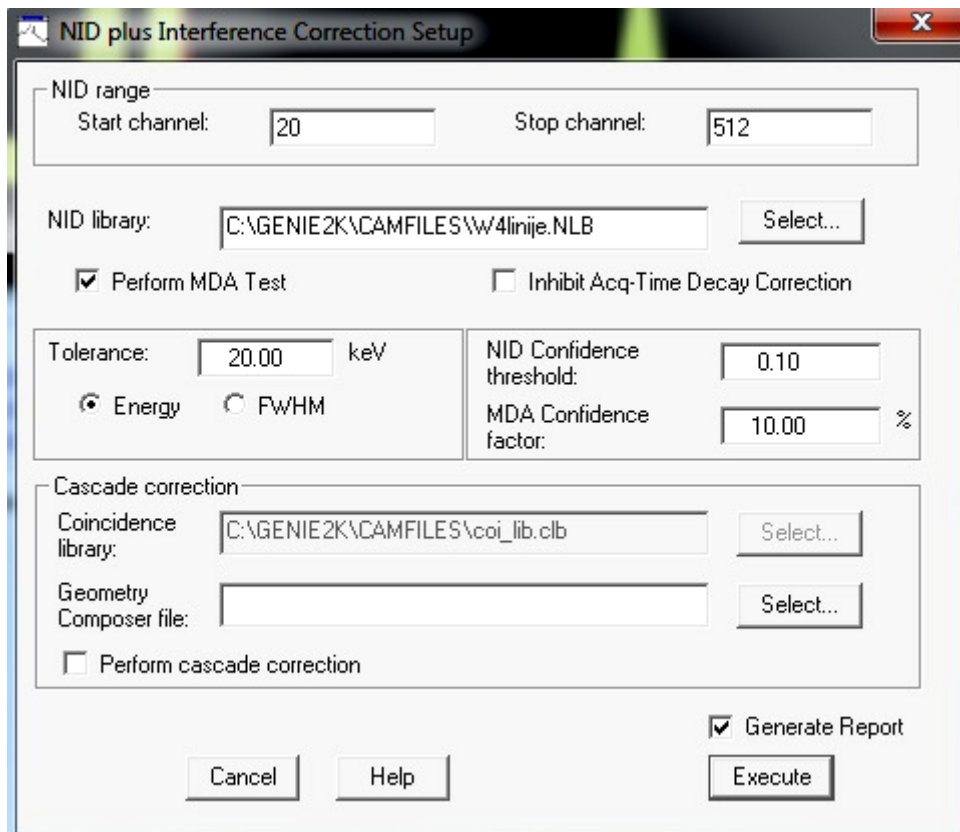 NID plus Interference Correction Setup
x
NID range
Start channel: 20 Stop channel: 512
NID library: C:\GENIE2K\CAMFILES\W4linije.NLB Select...
Perform MDA Test Inhibit Acq-Time Decay Correction
Tolerance: 20.00 keV
Energy FWHM
NID Confidence
threshold: 0.10
MDA Confidence
factor: 10.00 %
Cascade correction
Coincidence
library: C:\GENIE2K\CAMFILES\coi_lib.clb Select...
Geometry
Composer file: Select...
Perform cascade correction
Generate Report
Cancel Help Execute